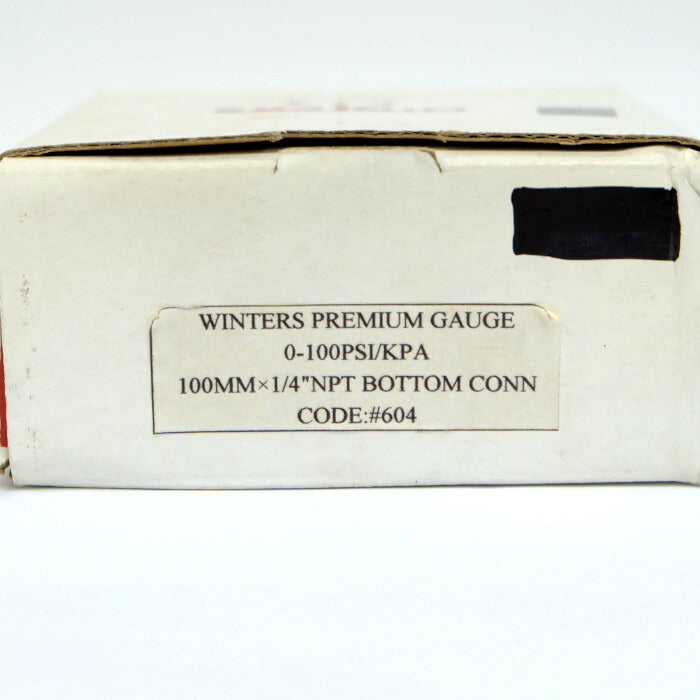 WINTERS PREMIUM GAUGE
0-100PSI/KPA
100MM×1/4"NPT BOTTOM CONN
CODE:#604